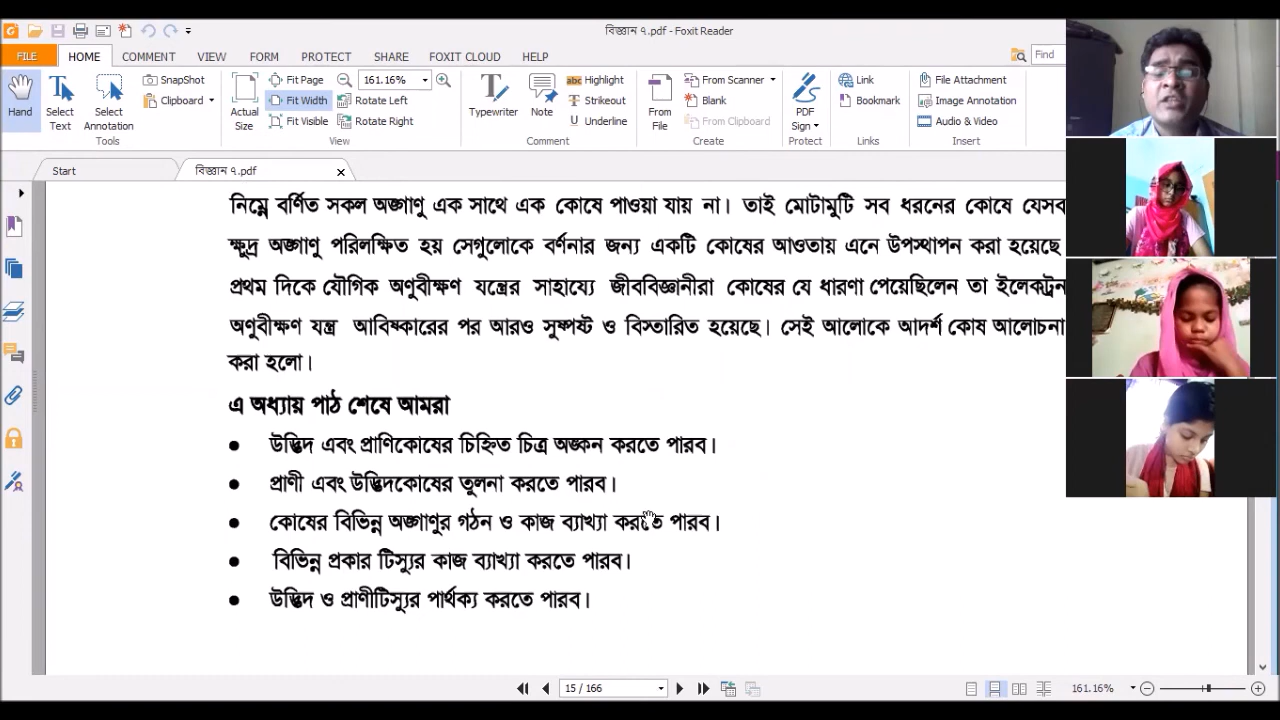 বিজ্ঞান ৭.pdf - Foxit Reader
FILE HOME COMMENT VIEW FORM PROTECT SHARE FOXIT CLOUD HELP Find
Hand
Select Text
Select Annotation
SnapShot
Clipboard
Tools
Actual Size
Fit Page
Fit Width
Fit Visible
161.16%
Rotate Left
Rotate Right
View
Typewriter
Note
Highlight
Strikeout
Underline
Comment
From File
From Scanner
Blank
From Clipboard
Create
PDF Sign
Protect
Link
Bookmark
Links
File Attachment
Image Annotation
Audio & Video
Insert
Start বিজ্ঞান ৭.pdf
নিম্নে বর্ণিত সকল অঙ্গাণু এক সাথে এক কোষে পাওয়া যায় না। তাই মোটামুটি সব ধরনের কোষে যেসব
ক্ষুদ্র অঙ্গাণু পরিলক্ষিত হয় সেগুলোকে বর্ণনার জন্য একটি কোষের আওতায় এনে উপস্থাপন করা হয়েছে
প্রথম দিকে যৌগিক অণুবীক্ষণ যন্ত্রের সাহায্যে জীববিজ্ঞানীরা কোষের যে ধারণা পেয়েছিলেন তা ইলেকট্রন
অণুবীক্ষণ যন্ত্র আবিষ্কারের পর আরও সুস্পষ্ট ও বিস্তারিত হয়েছে। সেই আলোকে আদর্শ কোষ আলোচনা
করা হলো।
এ অধ্যায় পাঠ শেষে আমরা
● উদ্ভিদ এবং প্রাণিকোষের চিহ্নিত চিত্র অঙ্কন করতে পারব।
● প্রাণী এবং উদ্ভিদকোষের তুলনা করতে পারব।
● কোষের বিভিন্ন অঙ্গাণুর গঠন ও কাজ ব্যাখ্যা করতে পারব।
● বিভিন্ন প্রকার টিস্যুর কাজ ব্যাখ্যা করতে পারব।
● উদ্ভিদ ও প্রাণীটিস্যুর পার্থক্য করতে পারব।
15 / 166
161.16%